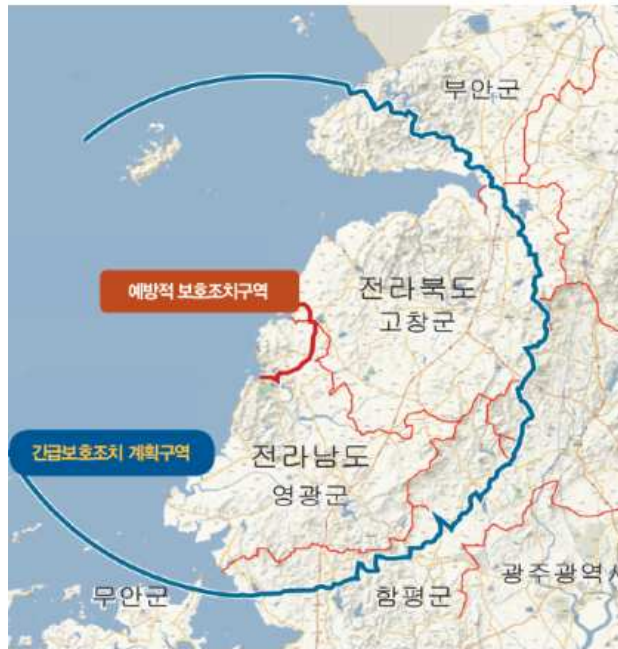 부안군
예방적 보호조치구역
전라북도
고창군
긴급보호조치 계획구역
전라남도
영광군
무안군
함평군
광주광역시